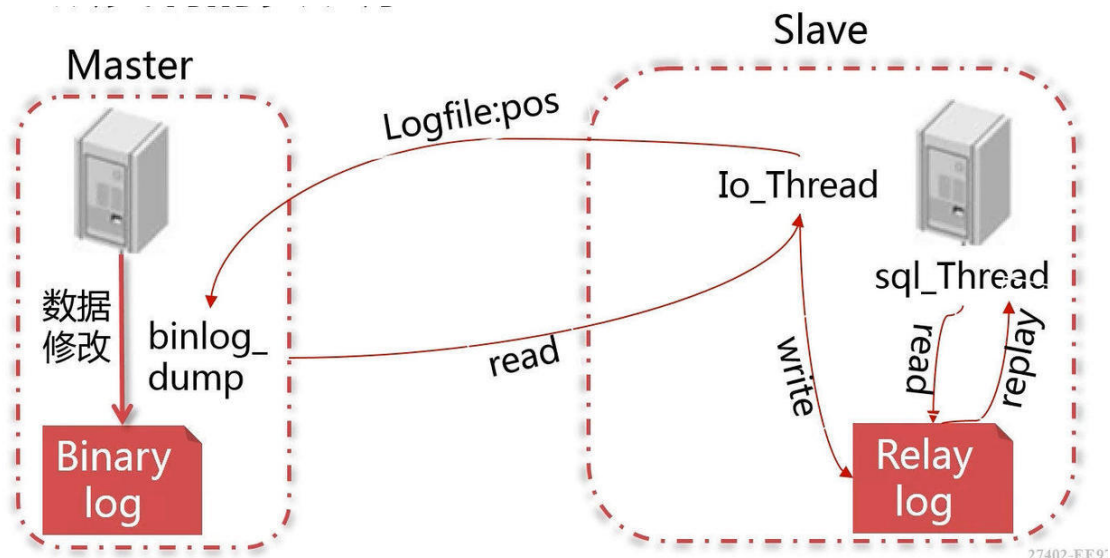 Master
Slave
Logfile:pos
Io_Thread
sql_Thread
数据
修改
binlog_
dump
read
write
read
replay
Binary
log
Relay
log